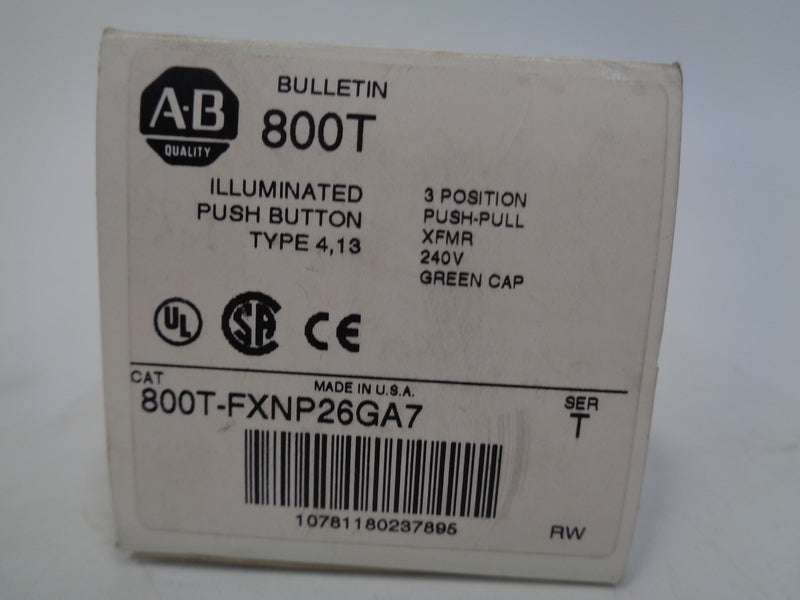 A-B
QUALITY
BULLETIN
800T
ILLUMINATED
PUSH BUTTON
TYPE 4,13
3 POSITION
PUSH-PULL
XFMR
240V
GREEN CAP
UL
SA
CE
CAT
MADE IN U.S.A.
800T-FXNP26GA7
SER
T
10781180237895
RW